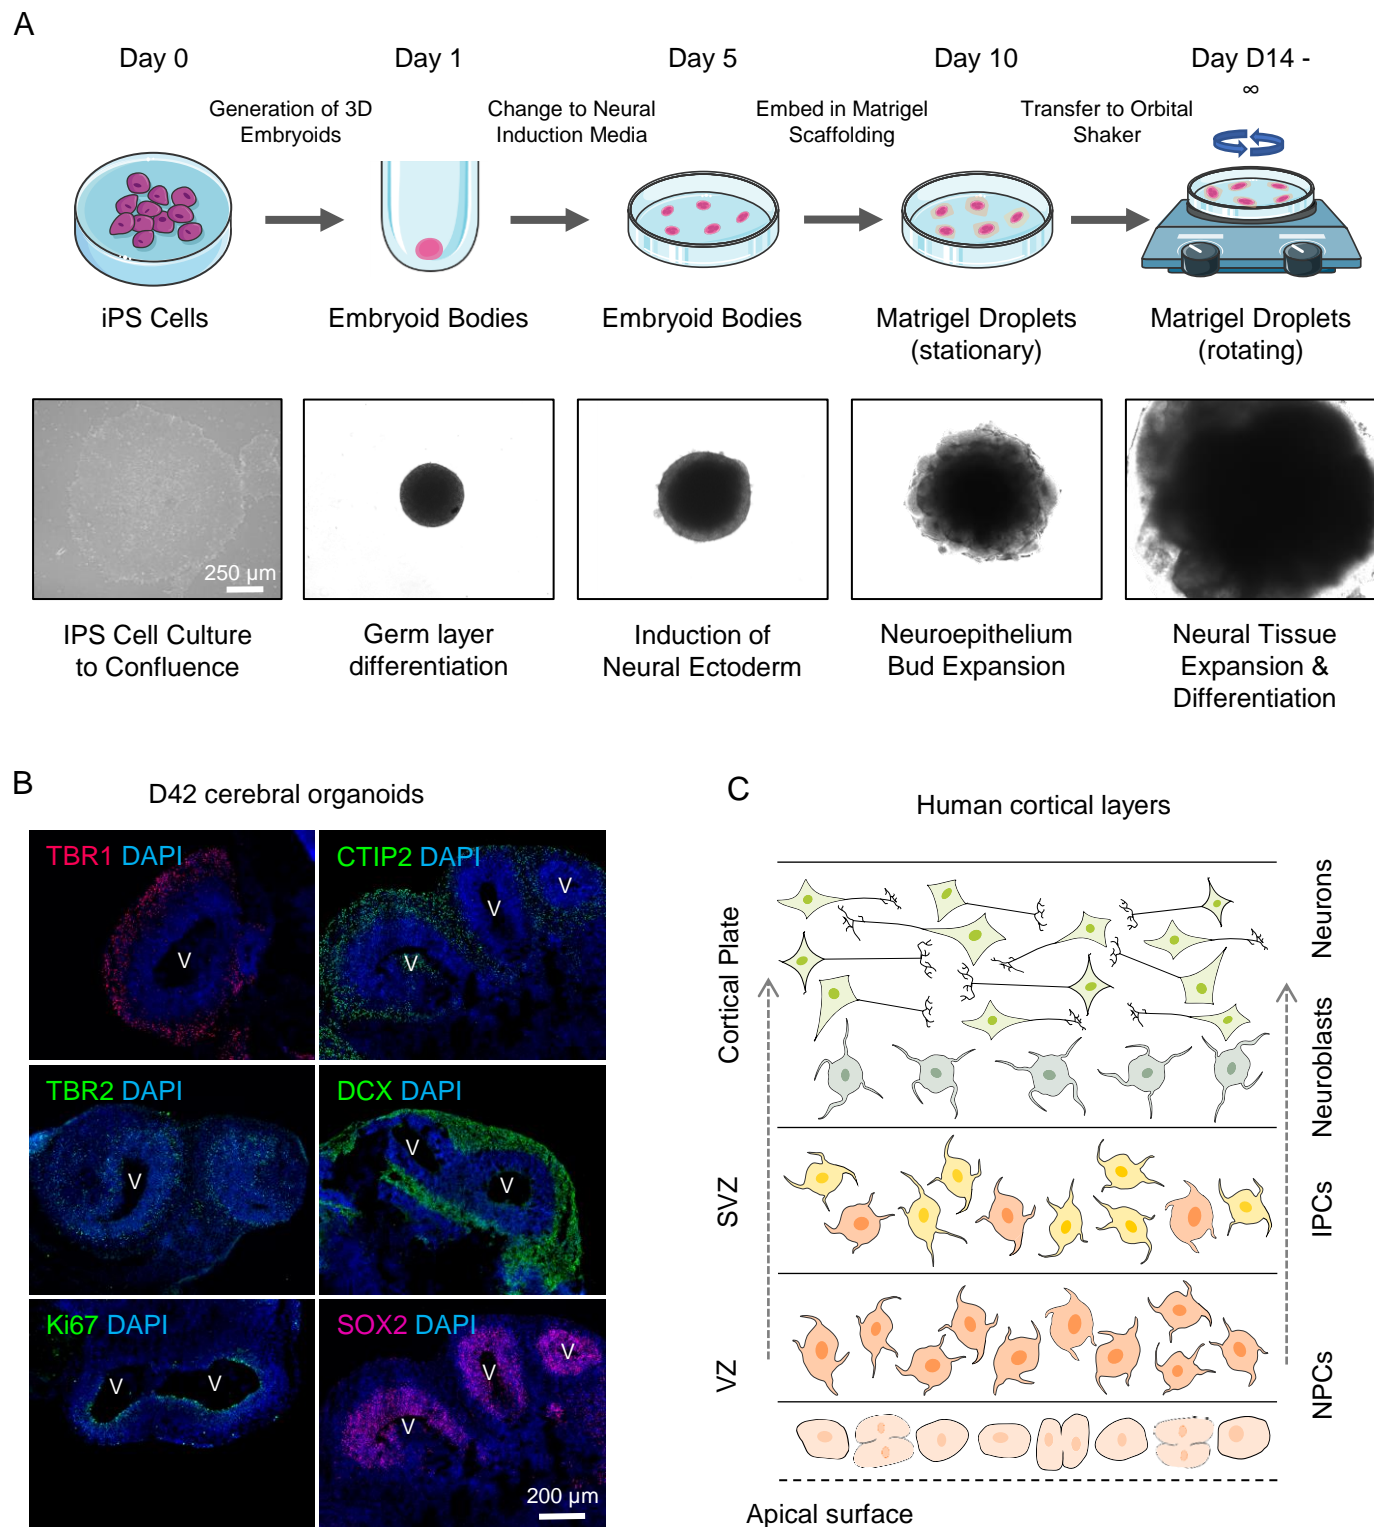 A
Day 0
Day 1
Day 5
Day 10
Day D14 -
∞
Generation of 3D
Embryoids
Change to Neural
Induction Media
Embed in Matrigel
Scaffolding
Transfer to Orbital
Shaker
iPS Cells
Embryoid Bodies
Embryoid Bodies
Matrigel Droplets
(stationary)
Matrigel Droplets
(rotating)
250 µm
IPS Cell Culture
to Confluence
Germ layer
differentiation
Induction of
Neural Ectoderm
Neuroepithelium
Bud Expansion
Neural Tissue
Expansion &
Differentiation
B
D42 cerebral organoids
TBR1 DAPI
V
CTIP2 DAPI
V
V
V
TBR2 DAPI
V
DCX DAPI
V
V
Ki67 DAPI
V
V
SOX2 DAPI
V
V
V
200 µm
C
Human cortical layers
Cortical Plate
SVZ
VZ
Neurons
Neuroblasts
IPCs
NPCs
Apical surface